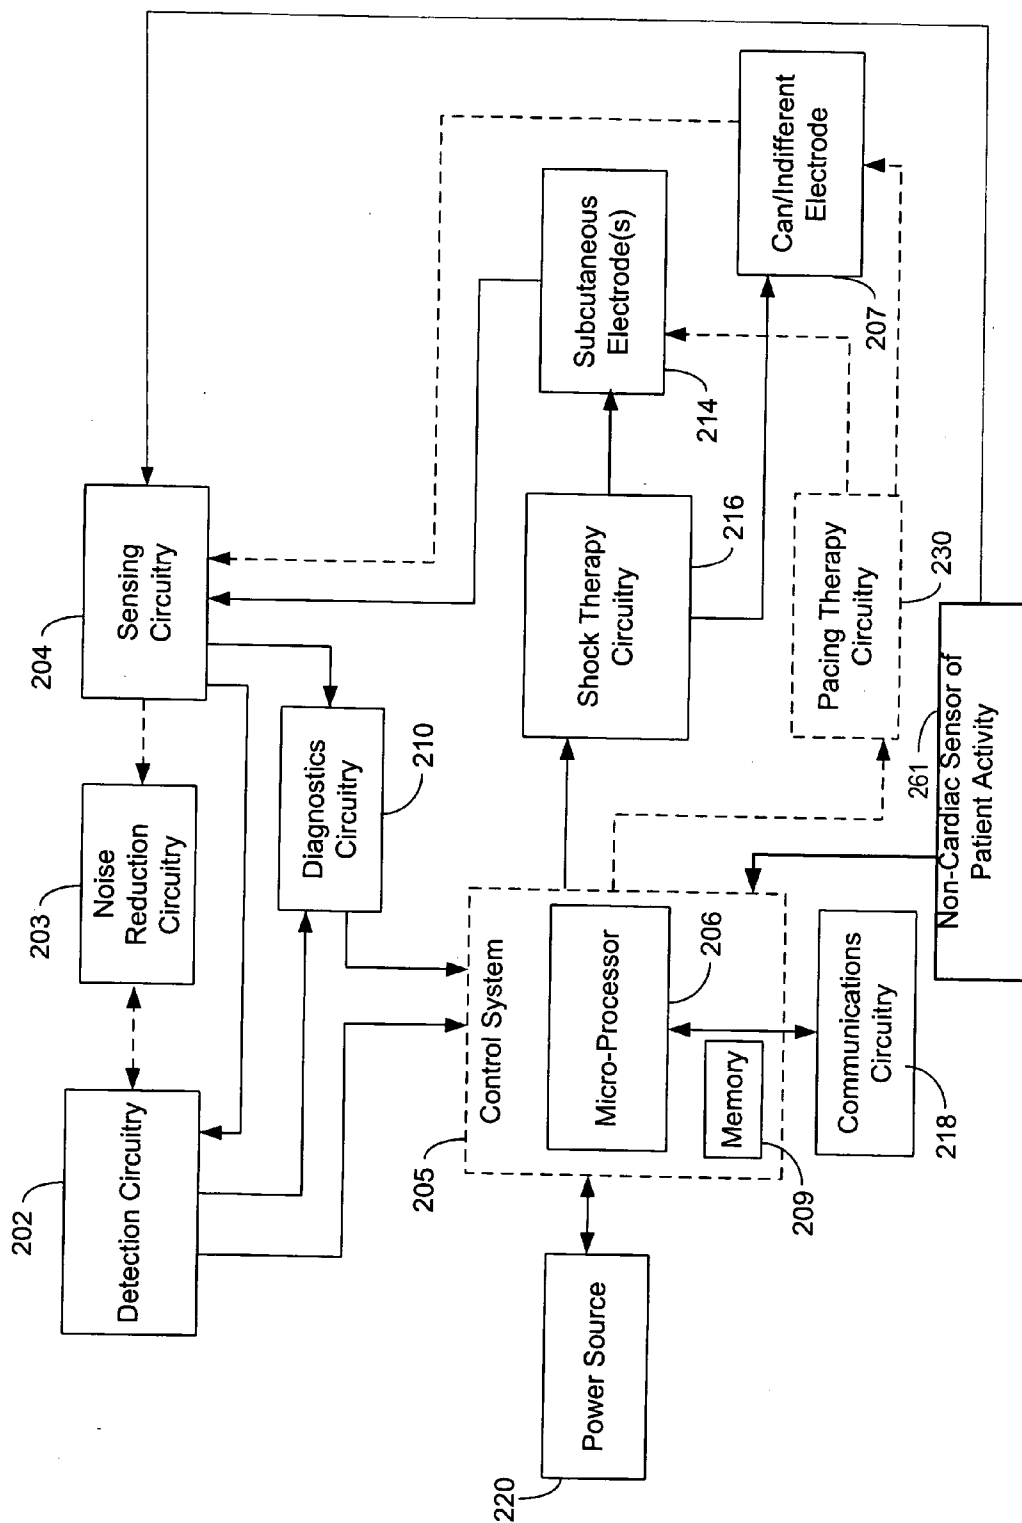 202
Detection Circuitry
203
Noise
Reduction
Circuitry
204
Sensing
Circuitry
Diagnostics
Circuitry
210
205
Control System
Micro-Processor
206
Memory
209
220
Power Source
Shock Therapy
Circuitry
216
Subcutaneous
Electrode(s)
214
Can/Indifferent
Electrode
207
Pacing Therapy
Circuitry
230
Communications
Circuitry
218
261
Non-Cardiac Sensor of
Patient Activity